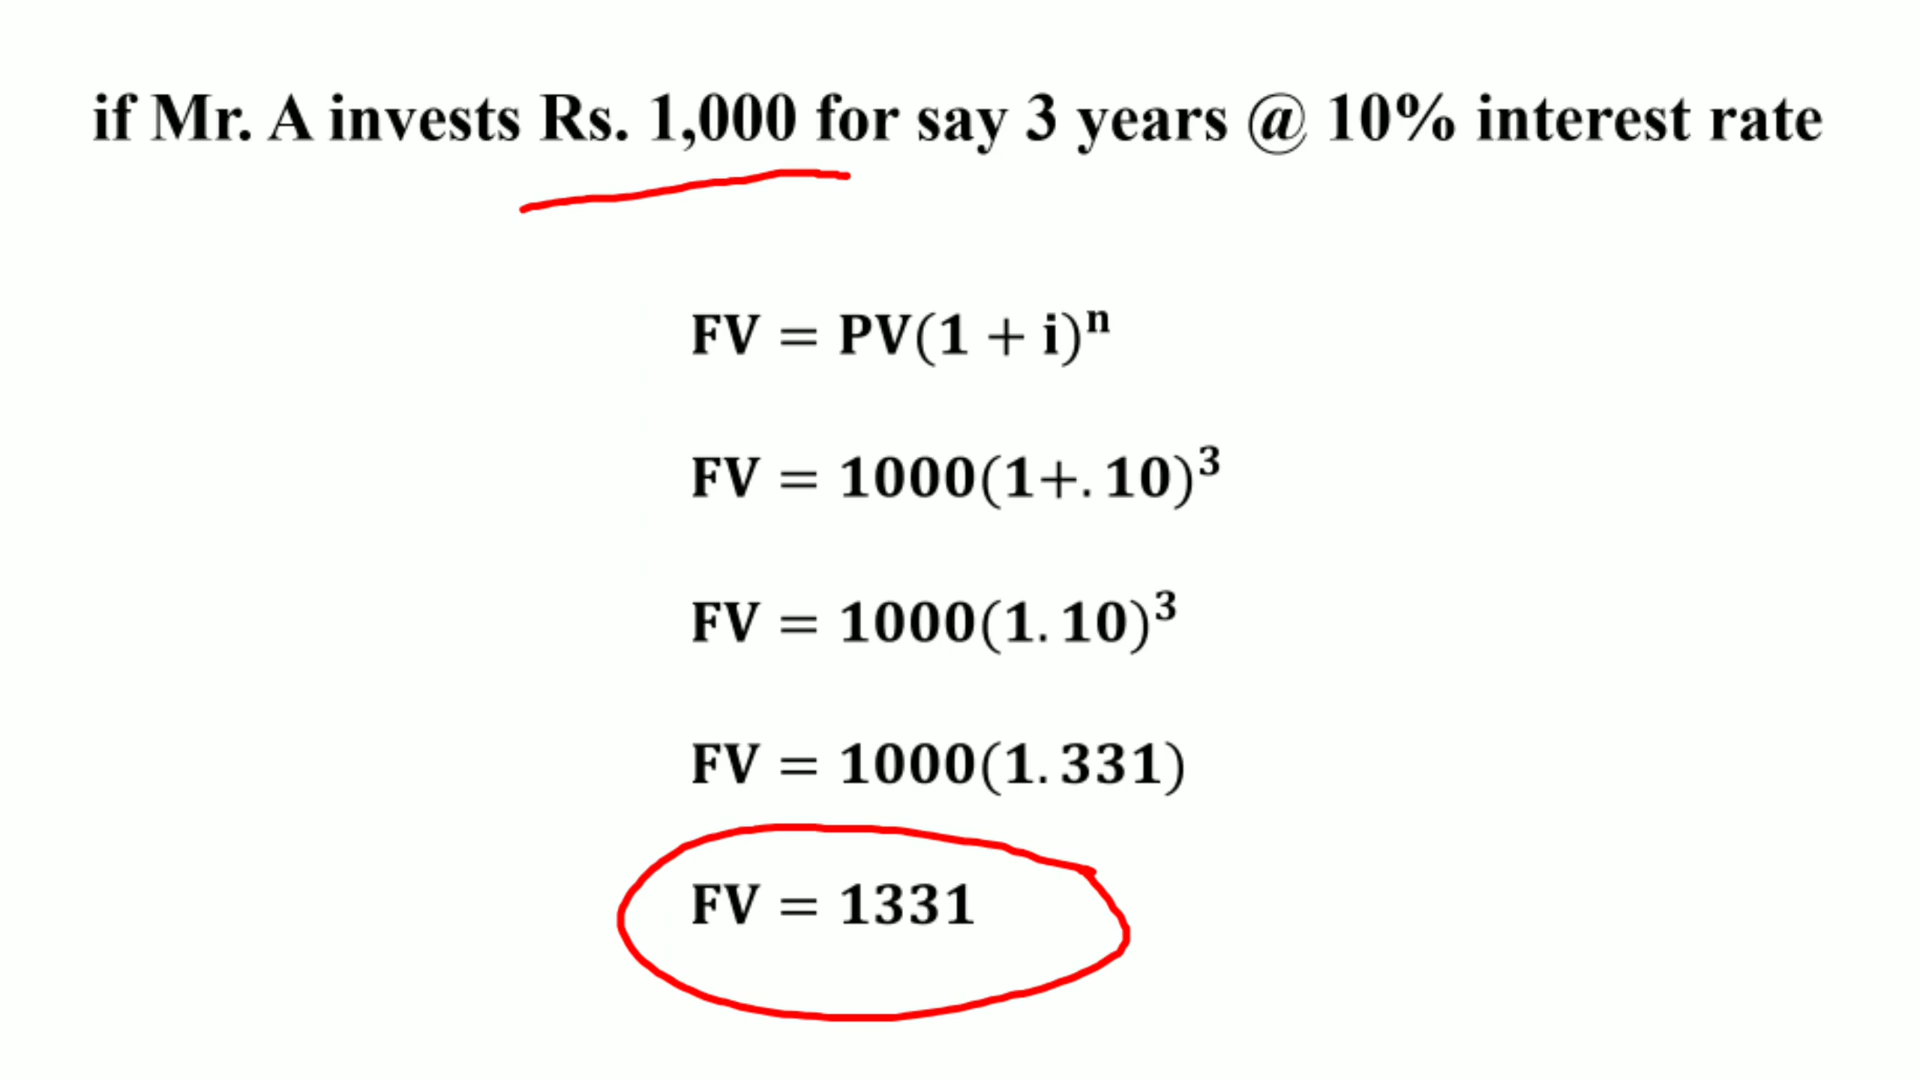 if Mr. A invests Rs. 1,000 for say 3 years @ 10% interest rate
FV = PV(1 + i)ⁿ
FV = 1000(1+. 10)³
FV = 1000(1. 10)³
FV = 1000(1. 331)
FV = 1331